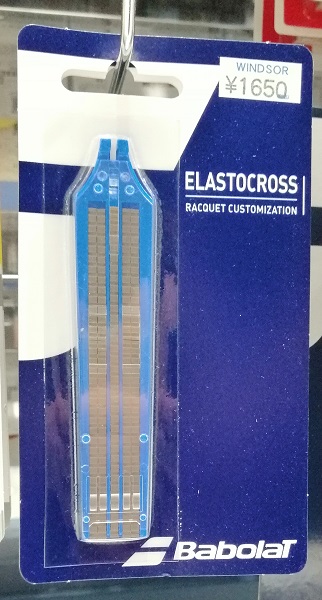 WINDSOR
¥1650
ELASTOCROSS
RACQUET CUSTOMIZATION
BabolaT